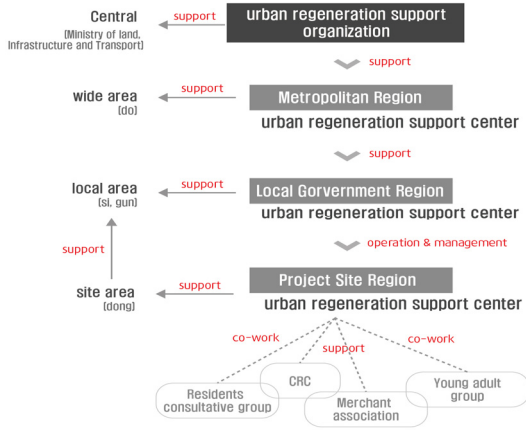 Central
(Ministry of land,
Infrastructure and Transport)
support
urban regeneration support
organization
support
wide area
(do)
support
Metropolitan Region
urban regeneration support center
support
local area
(si, gun)
support
Local Gorvernment Region
urban regeneration support center
support
operation & management
site area
(dong)
support
Project Site Region
urban regeneration support center
co-work
support
co-work
Residents
consultative group
CRC
Merchant
association
Young adult
group